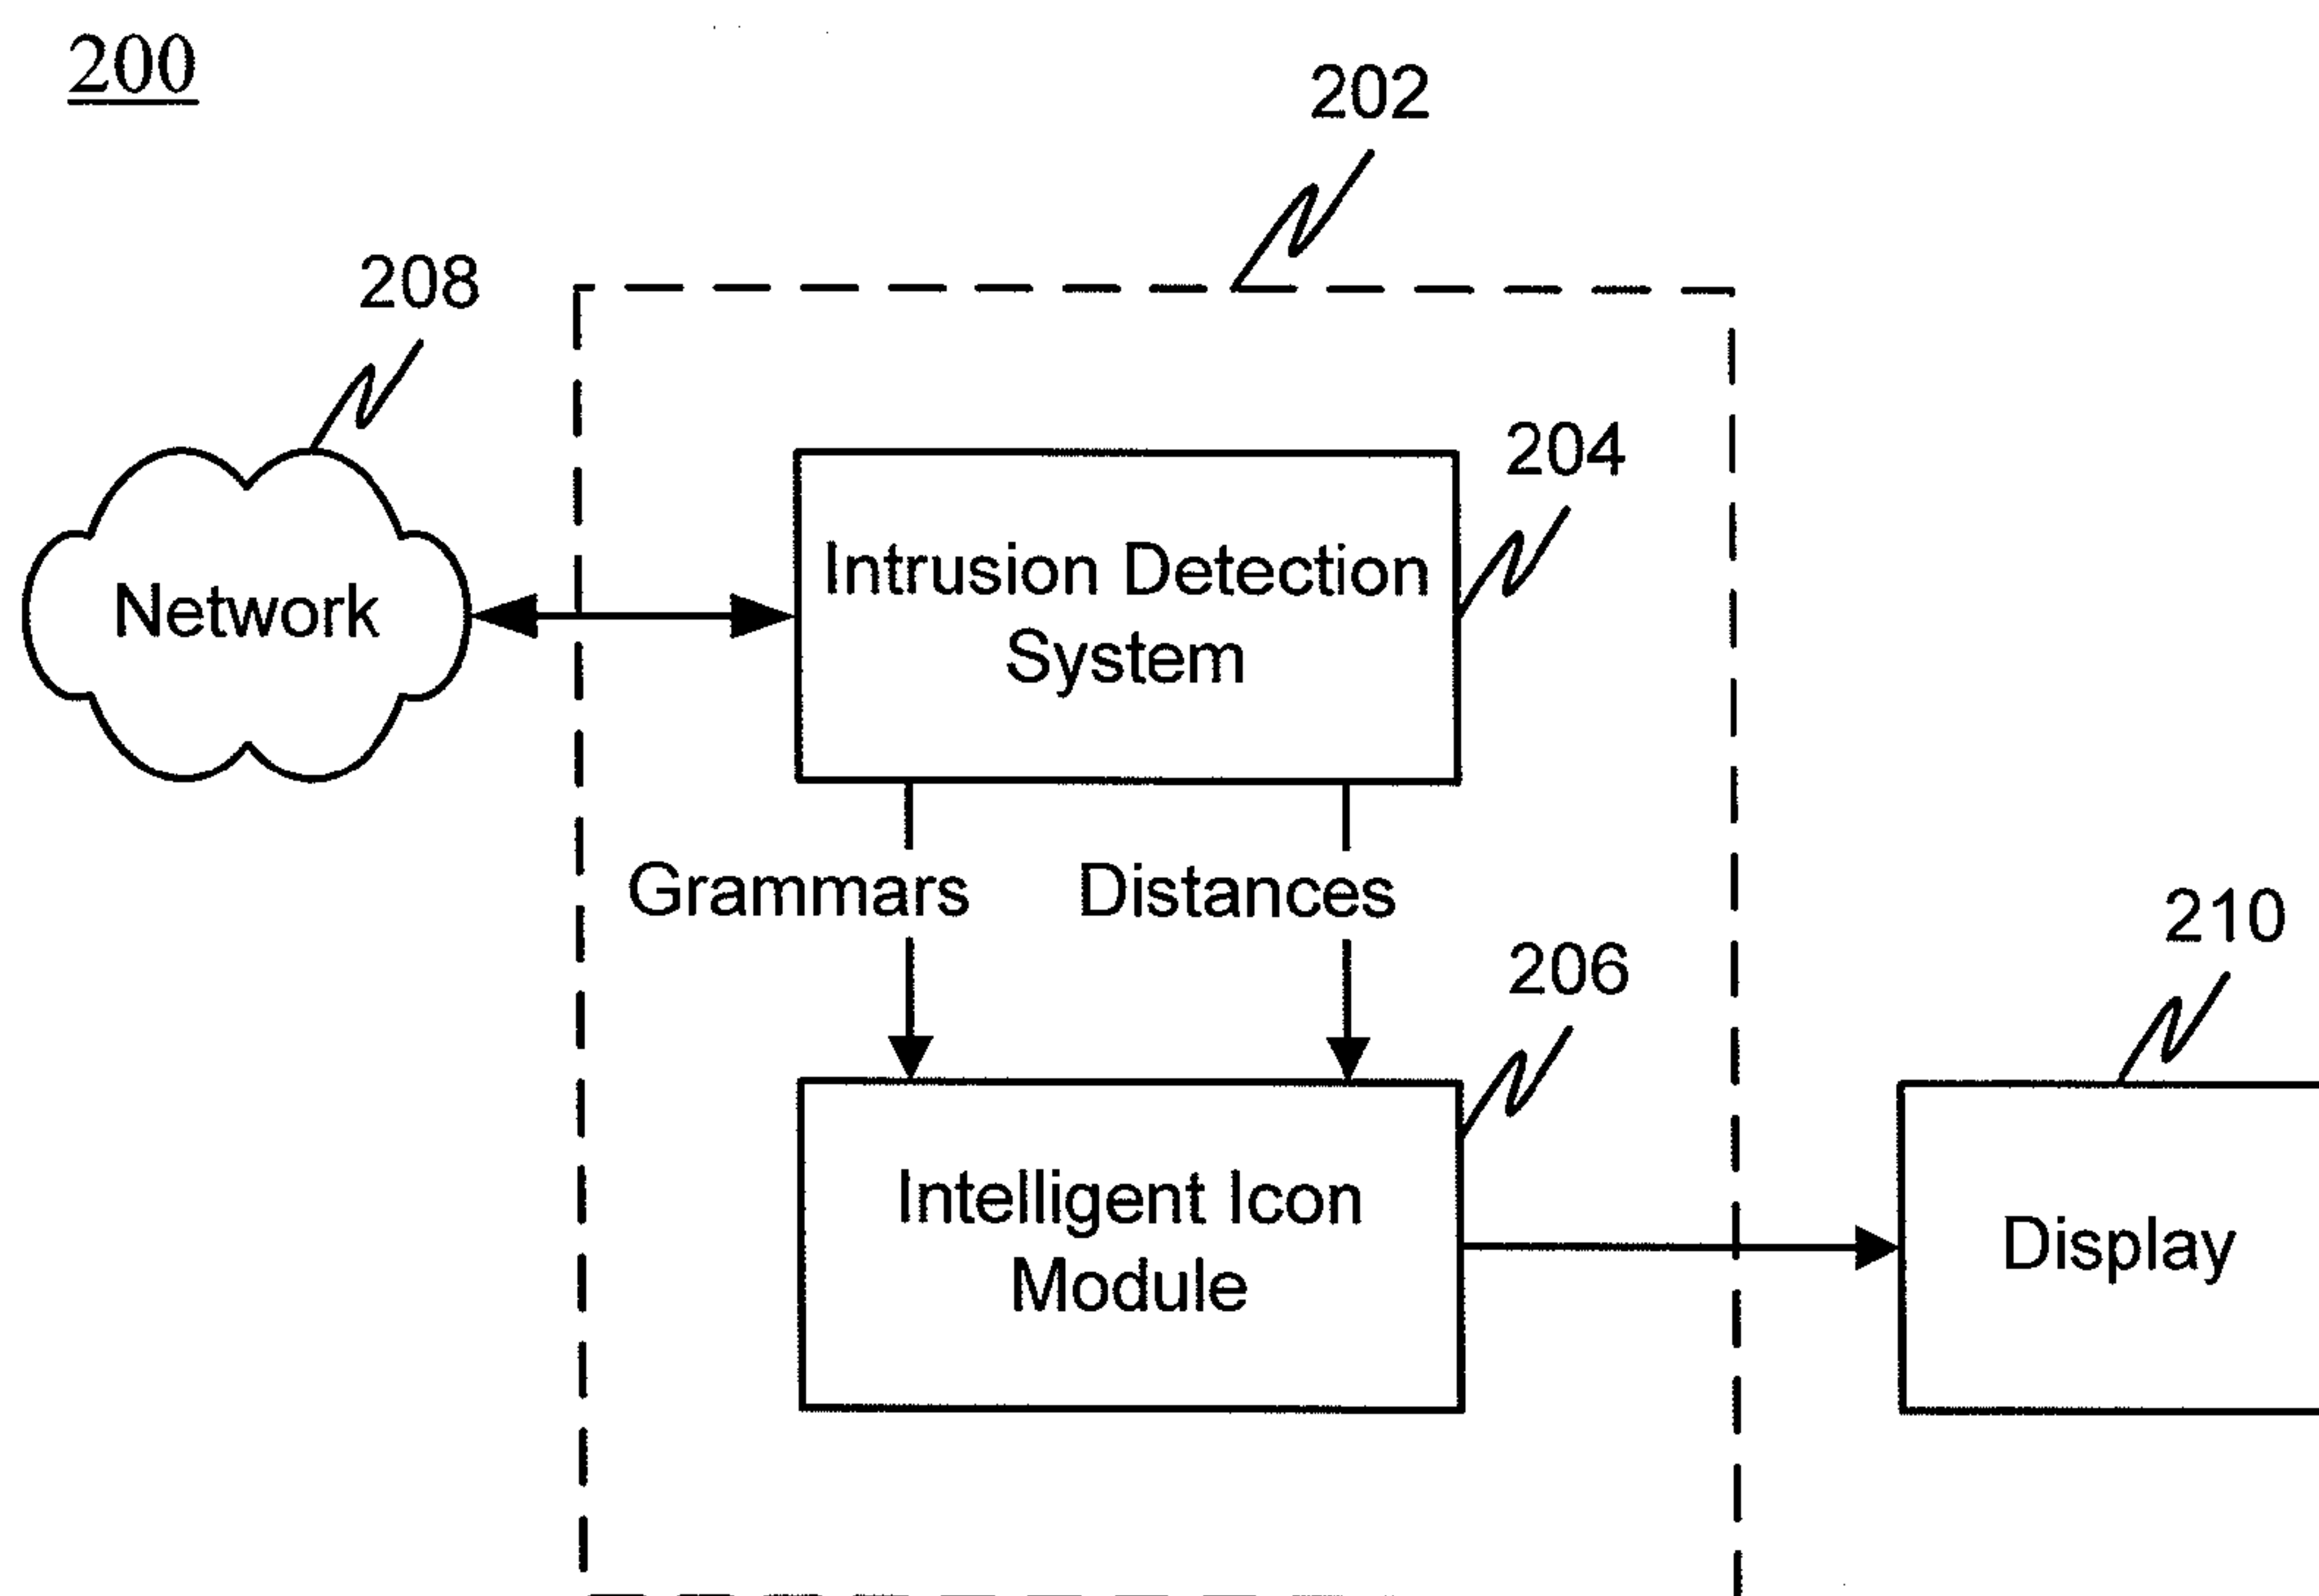 200
202
208
204
Network
Intrusion Detection
System
Grammars
Distances
210
206
Intelligent Icon
Module
Display